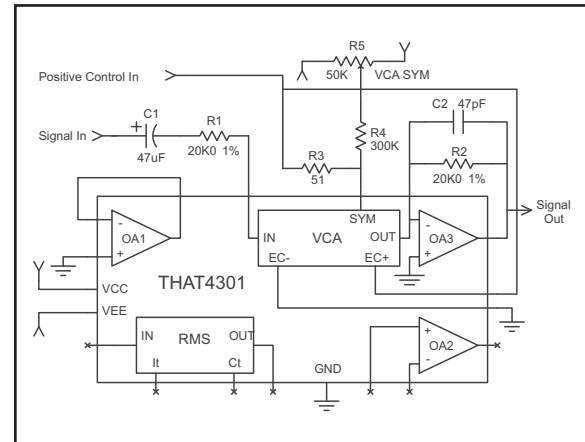 R5
50K
VCA SYM
Positive Control In
C1
+
47uF
Signal In
R1
20K0 1%
R4
300K
R3
51
C2
47pF
R2
20K0 1%
Signal
Out
-
+
OA1
SYM
IN
VCA
OUT
EC-
EC+
-
+
OA3
THAT4301
VCC
VEE
IN
RMS
OUT
It
Ct
GND
+
-
OA2